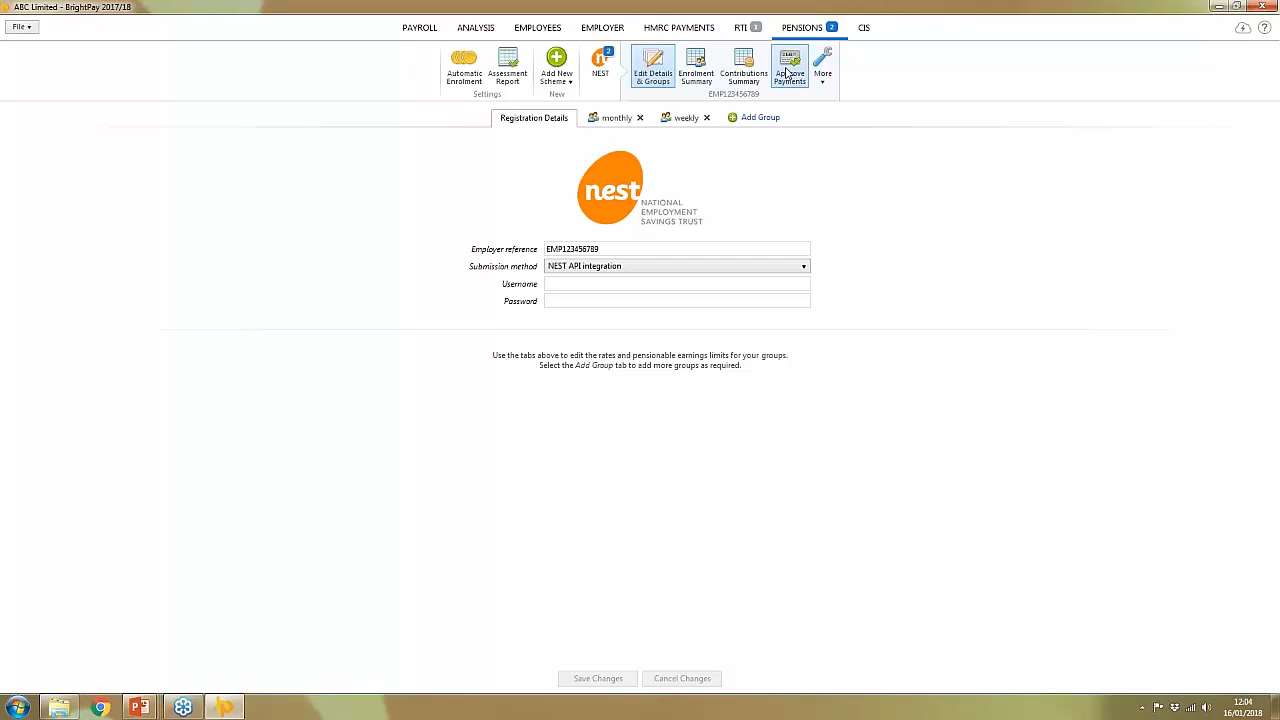 ABC Limited - BrightPay 2017/18
File
PAYROLL ANALYSIS EMPLOYEES EMPLOYER HMRC PAYMENTS RTI 1 PENSIONS 2 CIS
Automatic Enrolment
Assessment Report
Settings
Add New Scheme
New
2
n
NEST
Edit Details & Groups
Enrolment Summary
Contributions Summary
Approve Payments
More
EMP123456789
Registration Details monthly weekly Add Group
nest
NATIONAL
EMPLOYMENT
SAVINGS TRUST
Employer reference EMP123456789
Submission method NEST API integration
Username
Password
Use the tabs above to edit the rates and pensionable earnings limits for your groups.
Select the Add Group tab to add more groups as required.
Save Changes Cancel Changes
12:04
16/01/2018